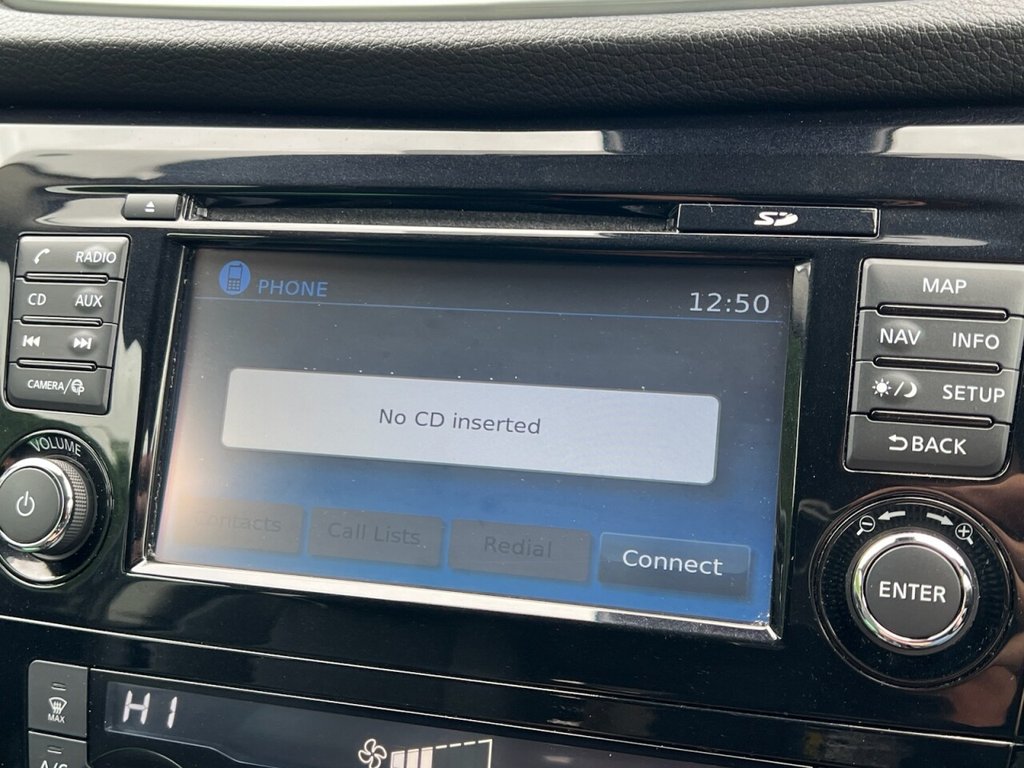 SD
RADIO
CD AUX
CAMERA/
VOLUME
PHONE
12:50
No CD inserted
Contacts Call Lists Redial Connect
MAP
NAV INFO
SETUP
BACK
ENTER
HI
MAX
A/C